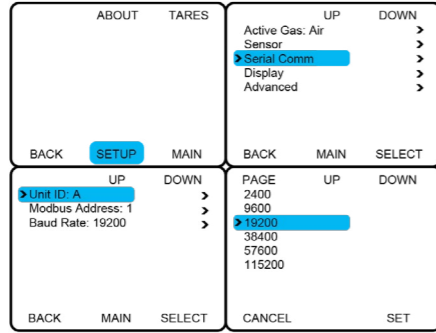 ABOUT TARES
BACK SETUP MAIN
UP DOWN
Active Gas: Air >
Sensor >
>Serial Comm >
Display >
Advanced >
BACK MAIN SELECT
UP DOWN
>Unit ID: A >
Modbus Address: 1 >
Baud Rate: 19200 >
BACK MAIN SELECT
PAGE UP DOWN
2400
9600
>19200
38400
57600
115200
CANCEL SET